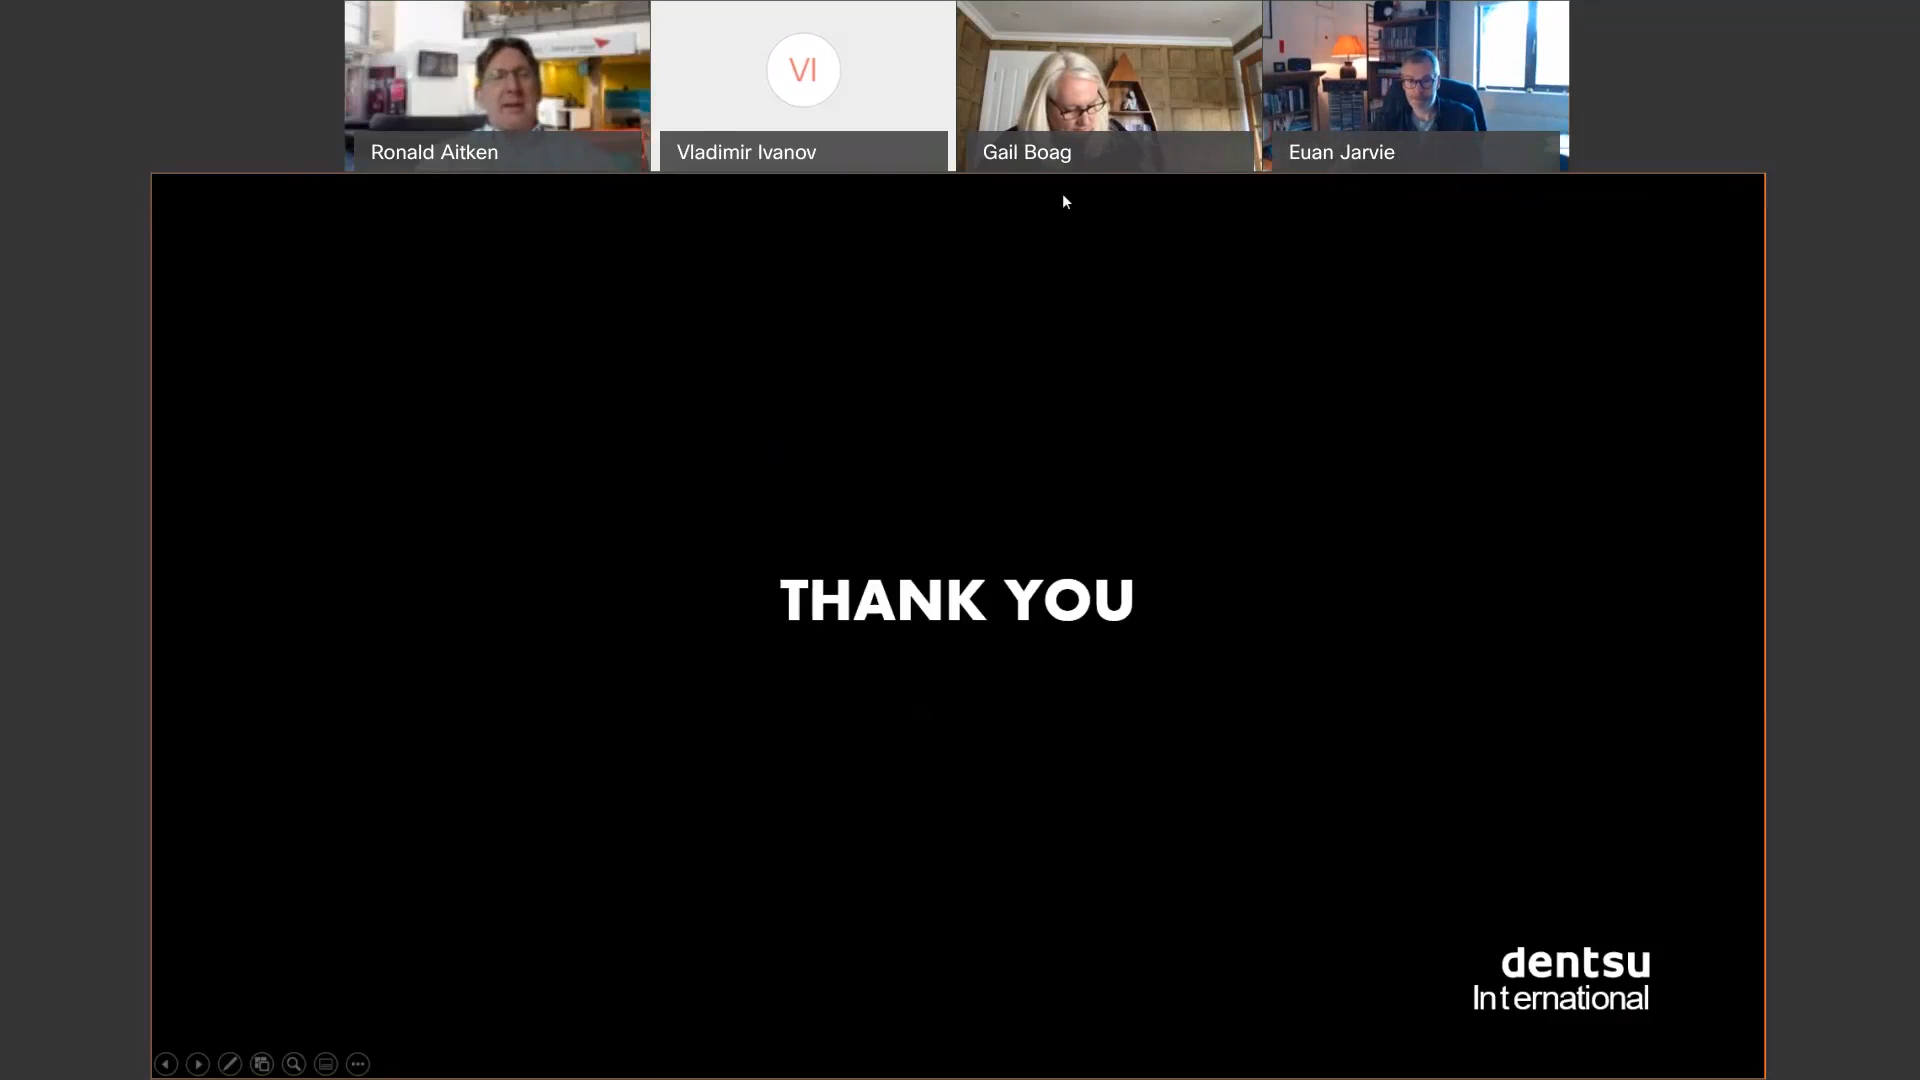 Ronald Aitken
VI
Vladimir Ivanov
Gail Boag
Euan Jarvie
THANK YOU
dentsu
International